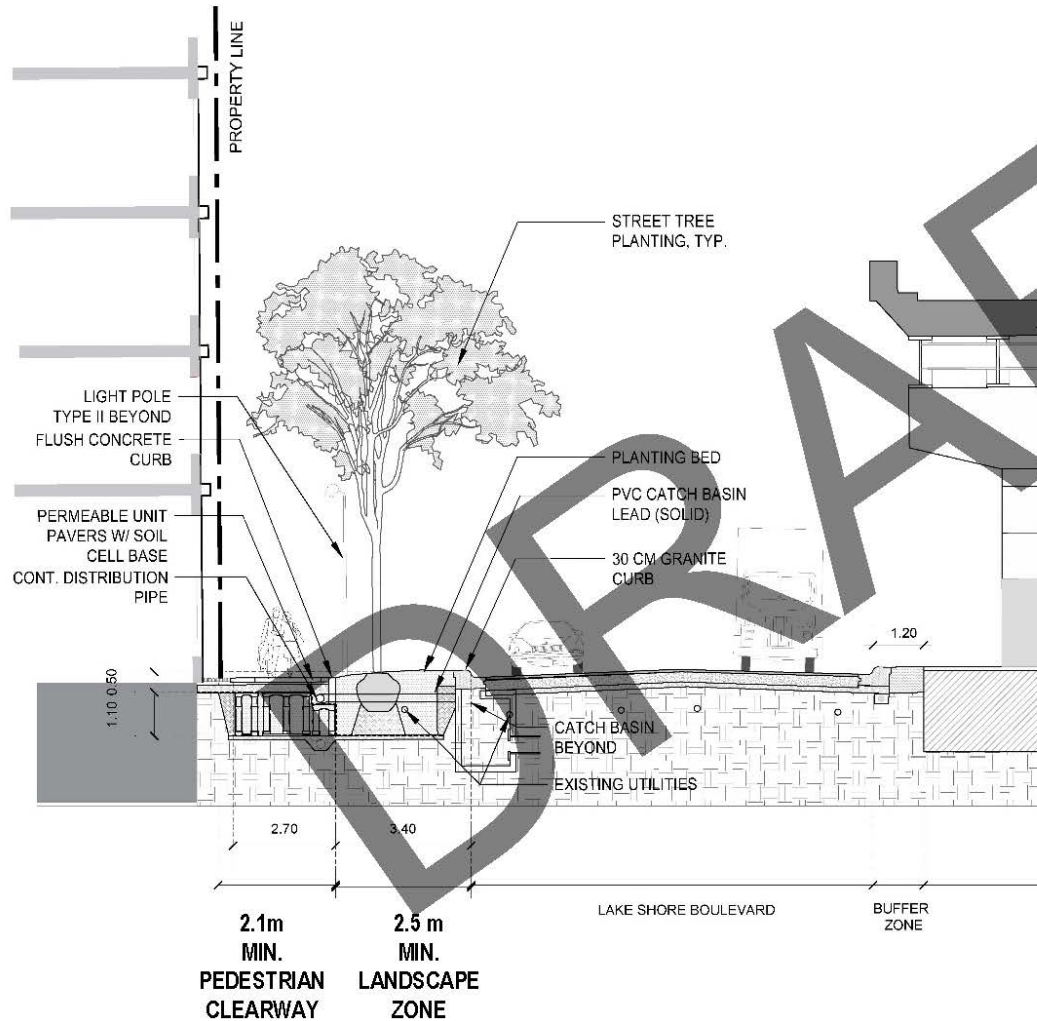 PROPERTY LINE
STREET TREE
PLANTING, TYP.
LIGHT POLE
TYPE II BEYOND
FLUSH CONCRETE
CURB
PERMEABLE UNIT
PAVERS W/ SOIL
CELL BASE
CONT. DISTRIBUTION
PIPE
PLANTING BED
PVC CATCH BASIN
LEAD (SOLID)
30 CM GRANITE
CURB
1.20
0.50
1.10
CATCH BASIN
BEYOND
EXISTING UTILITIES
2.70
3.40
LAKE SHORE BOULEVARD
BUFFER
ZONE
2.1m
MIN.
PEDESTRIAN
CLEARWAY
2.5 m
MIN.
LANDSCAPE
ZONE